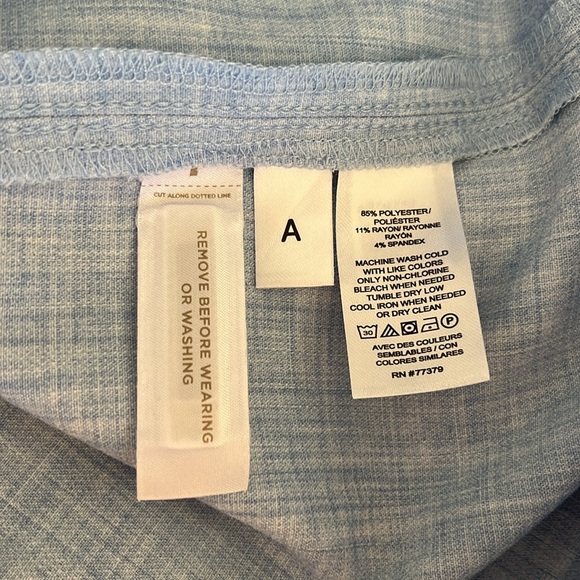 CUT ALONG DOTTED LINE
REMOVE BEFORE WEARING
OR WASHING
A
85% POLYESTER/
POLIÉSTER
11% RAYON/RAYONNE
RAYÓN
4% SPANDEX
MACHINE WASH COLD
WITH LIKE COLORS
ONLY NON-CHLORINE
BLEACH WHEN NEEDED
TUMBLE DRY LOW
COOL IRON WHEN NEEDED
OR DRY CLEAN
30 P
AVEC DES COULEURS
SEMBLABLES / CON
COLORES SIMILARES
RN #77379